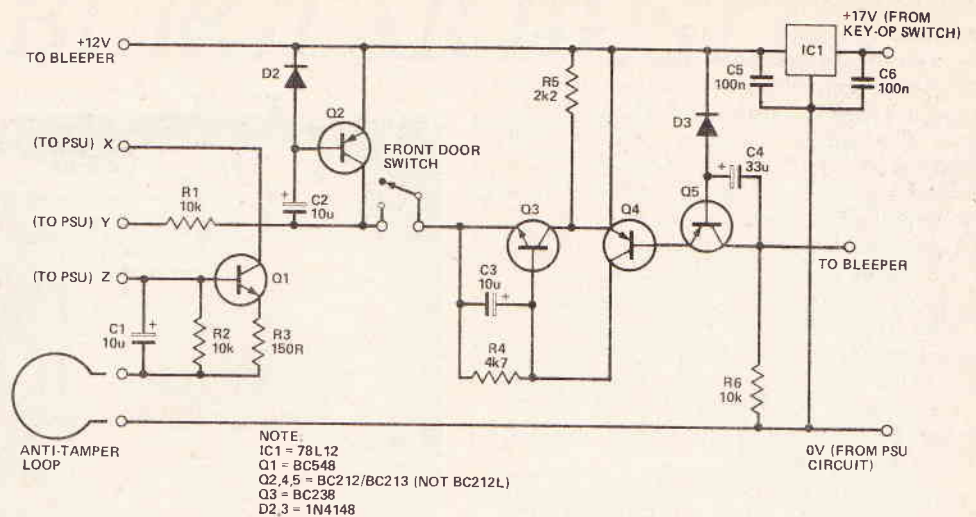 +12V
TO BLEEPER
+17V (FROM
KEY-OP SWITCH)
IC1
C5
100n
C6
100n
D2
Q2
R5
2k2
D3
(TO PSU) X
FRONT DOOR
SWITCH
C4
33u
+
Q5
R1
10k
C2
10u
+
(TO PSU) Y
Q3
Q4
TO BLEEPER
(TO PSU) Z
Q1
C3
10u
+
C1
10u
+
R2
10k
R3
150R
R4
4k7
R6
10k
ANTI-TAMPER
LOOP
0V (FROM PSU
CIRCUIT)
NOTE:
IC1 = 78L12
Q1 = BC548
Q2,4,5 = BC212/BC213 (NOT BC212L)
Q3 = BC238
D2,3 = 1N4148